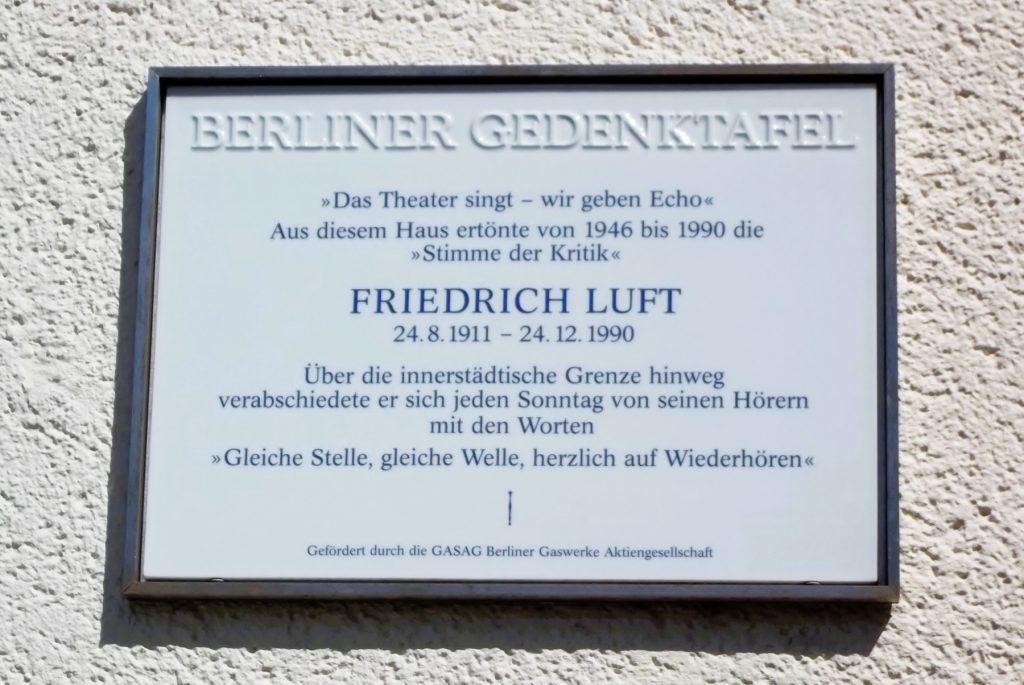 BERLINER GEDENKTAFEL
»Das Theater singt – wir geben Echo«
Aus diesem Haus ertönte von 1946 bis 1990 die
»Stimme der Kritik«
FRIEDRICH LUFT
24. 8. 1911 – 24. 12. 1990
Über die innerstädtische Grenze hinweg
verabschiedete er sich jeden Sonntag von seinen Hörern
mit den Worten
»Gleiche Stelle, gleiche Welle, herzlich auf Wiederhören«
Gefördert durch die GASAG Berliner Gaswerke Aktiengesellschaft